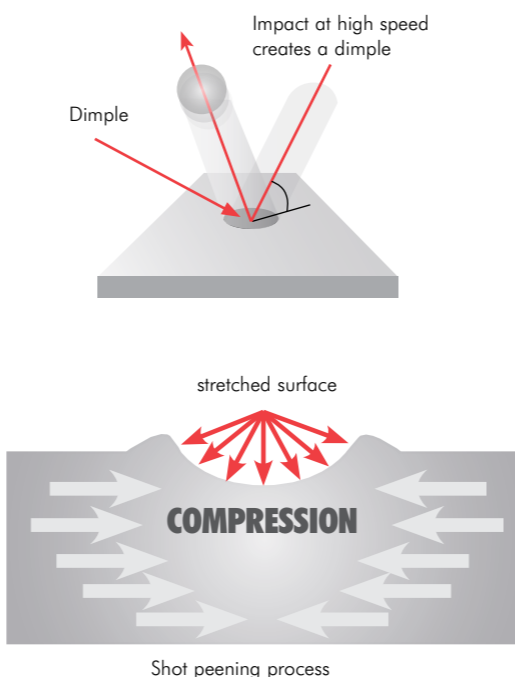 Impact at high speed
creates a dimple
Dimple
stretched surface
COMPRESSION
Shot peening process